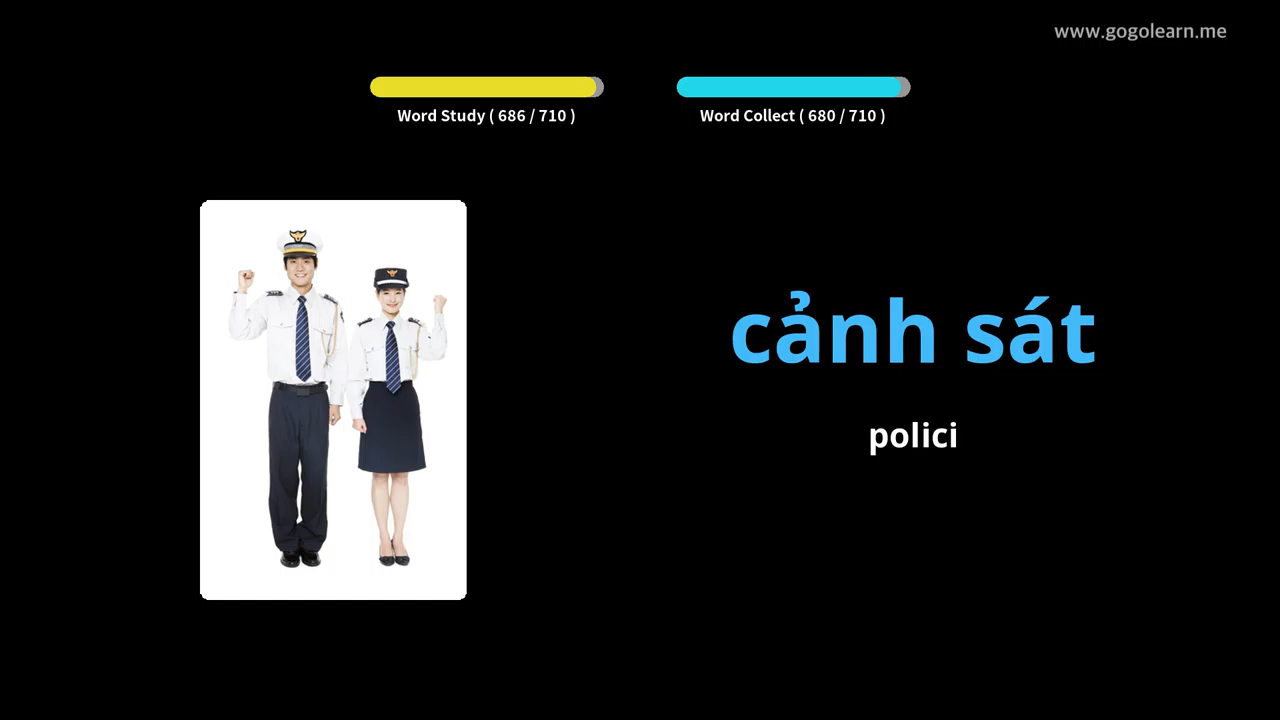 www.gogolearn.me
Word Study ( 686 / 710 )
Word Collect ( 680 / 710 )
cảnh sát
polici